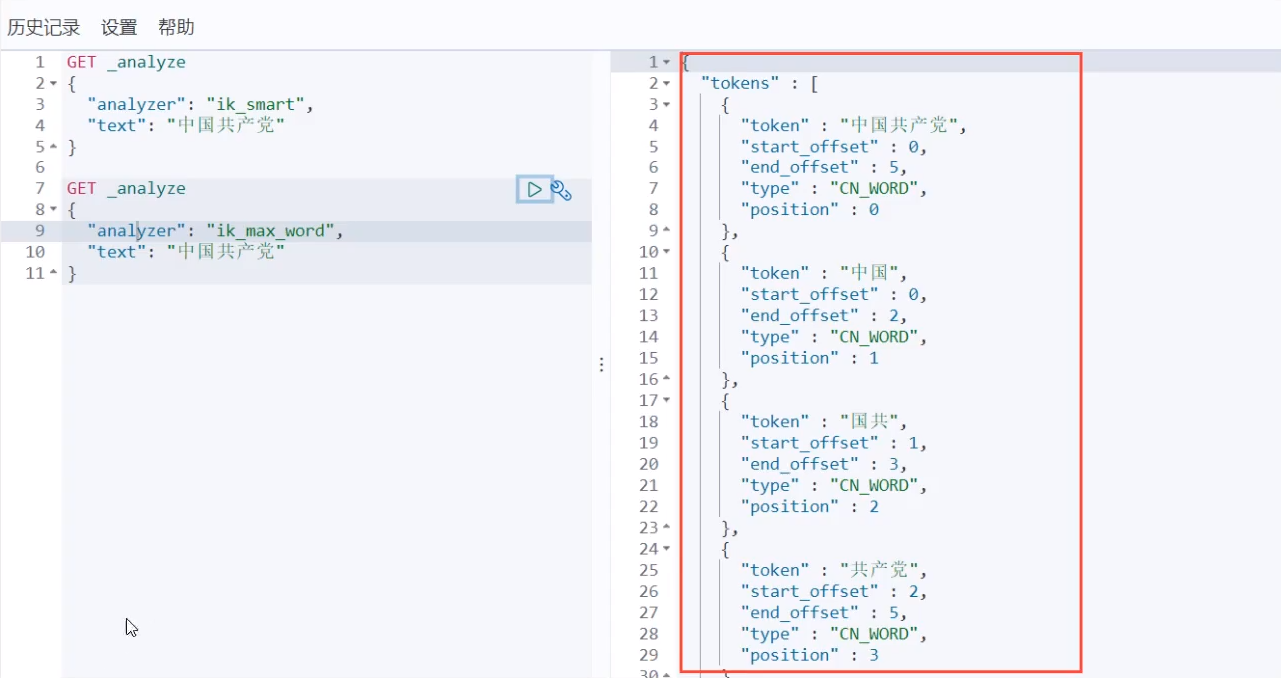 历史记录 设置 帮助
1 GET _analyze
2 {
3 "analyzer": "ik_smart",
4 "text": "中国共产党"
5 }
6
7 GET _analyze
8 {
9 "analyzer": "ik_max_word",
10 "text": "中国共产党"
11 }
1 {
2 "tokens" : [
3 {
4 "token" : "中国共产党",
5 "start_offset" : 0,
6 "end_offset" : 5,
7 "type" : "CN_WORD",
8 "position" : 0
9 },
10 {
11 "token" : "中国",
12 "start_offset" : 0,
13 "end_offset" : 2,
14 "type" : "CN_WORD",
15 "position" : 1
16 },
17 {
18 "token" : "国共",
19 "start_offset" : 1,
20 "end_offset" : 3,
21 "type" : "CN_WORD",
22 "position" : 2
23 },
24 {
25 "token" : "共产党",
26 "start_offset" : 2,
27 "end_offset" : 5,
28 "type" : "CN_WORD",
29 "position" : 3
30 }